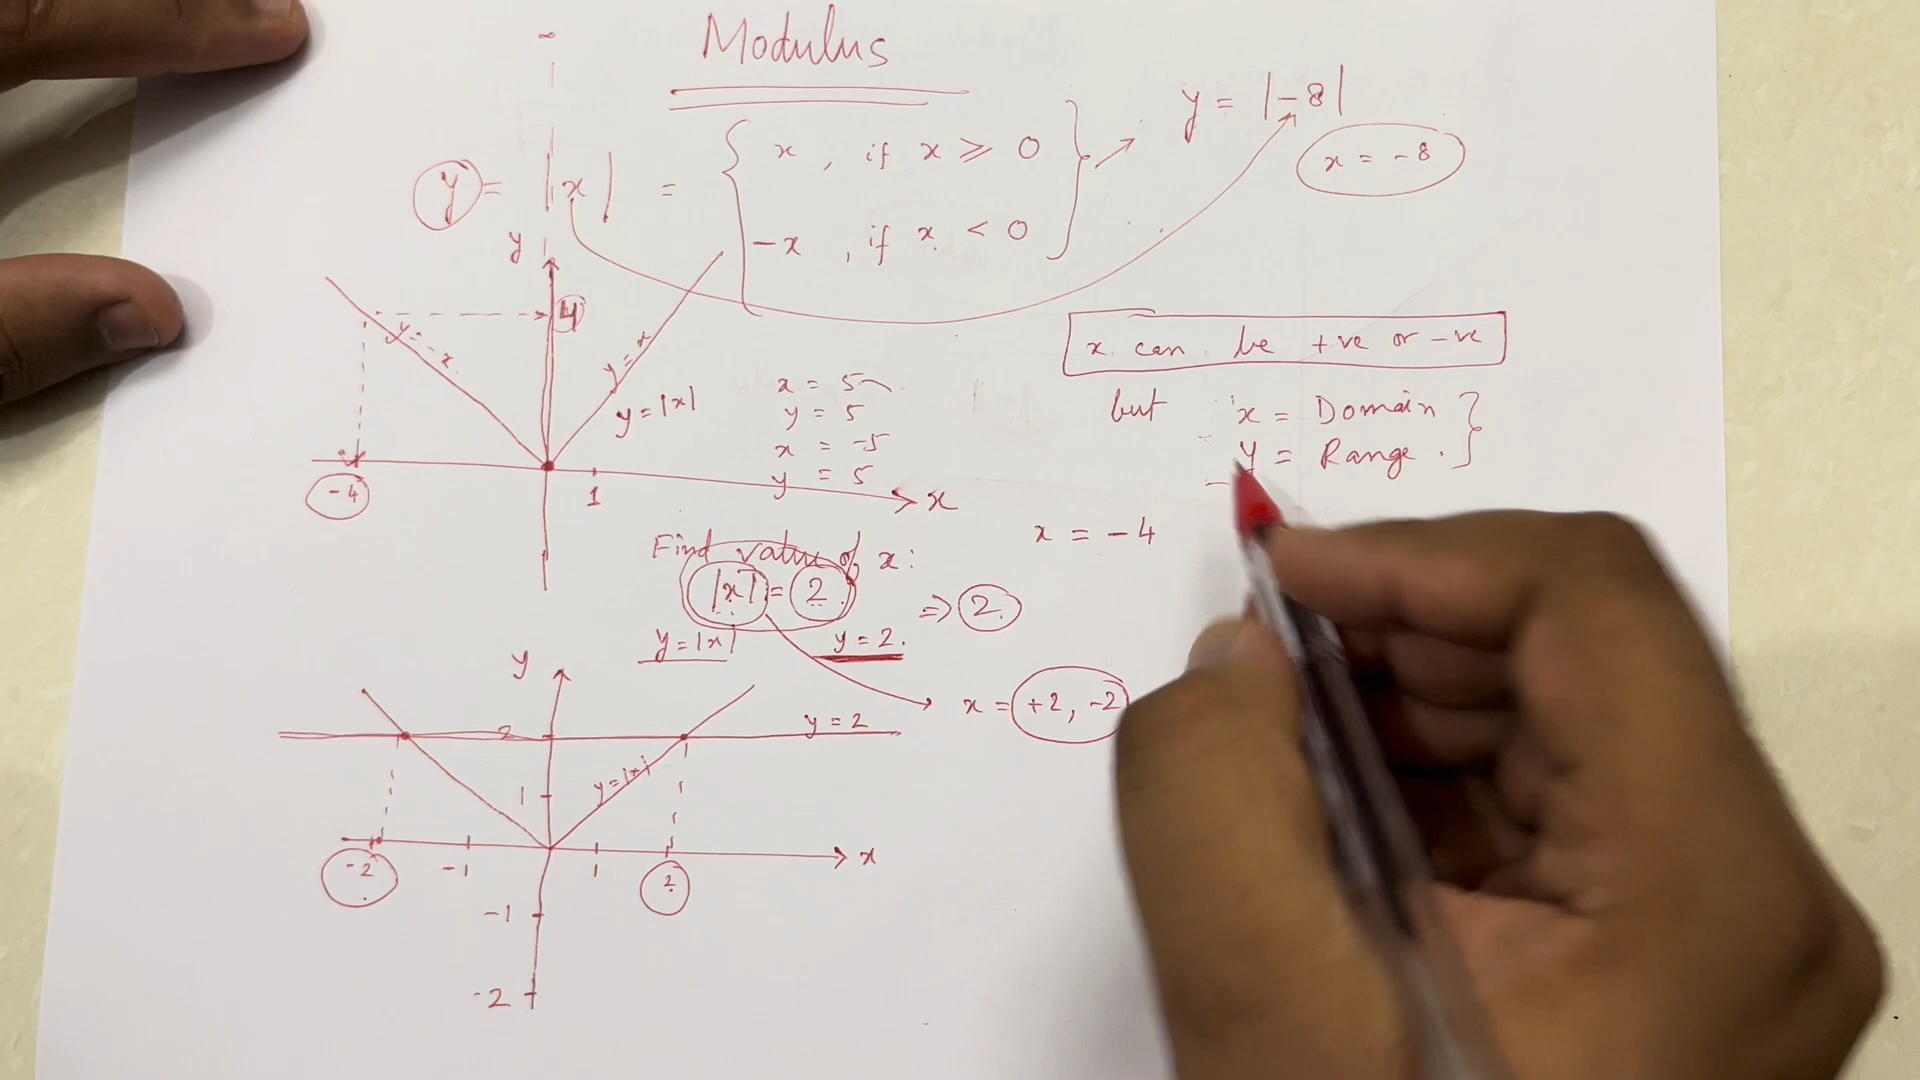 Modulus
y = |x| = { x , if x ≥ 0
-x , if x < 0 }
y = |-8|
x = -8
y
4
y = -x
y = x
y = |x|
-4
1
x
x = 5
y = 5
x = -5
y = 5
x can be +ve or -ve
but x = Domain
y = Range .
x = -4
Find value of x :
|x| = 2
⇒ 2
y = |x|
y = 2.
x = +2, -2
y
2
y = 2
y = |x|
1
-2 -1 1 2
x
-1
-2